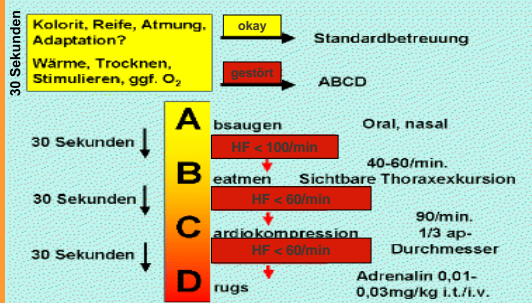 30 Sekunden
Kolorit, Reife, Atmung,
Adaptation?
Wärme, Trocknen,
Stimulieren, ggf. O₂
okay
Standardbetreuung
gestört
ABCD
A bsaugen
Oral, nasal
30 Sekunden
HF < 100/min
B eatmen
40-60/min.
Sichtbare Thoraxexkursion
30 Sekunden
HF < 60/min
C ardiokompression
90/min.
1/3 ap-
Durchmesser
30 Sekunden
HF < 60/min
D rugs
Adrenalin 0,01-
0,03mg/kg i.t./i.v.